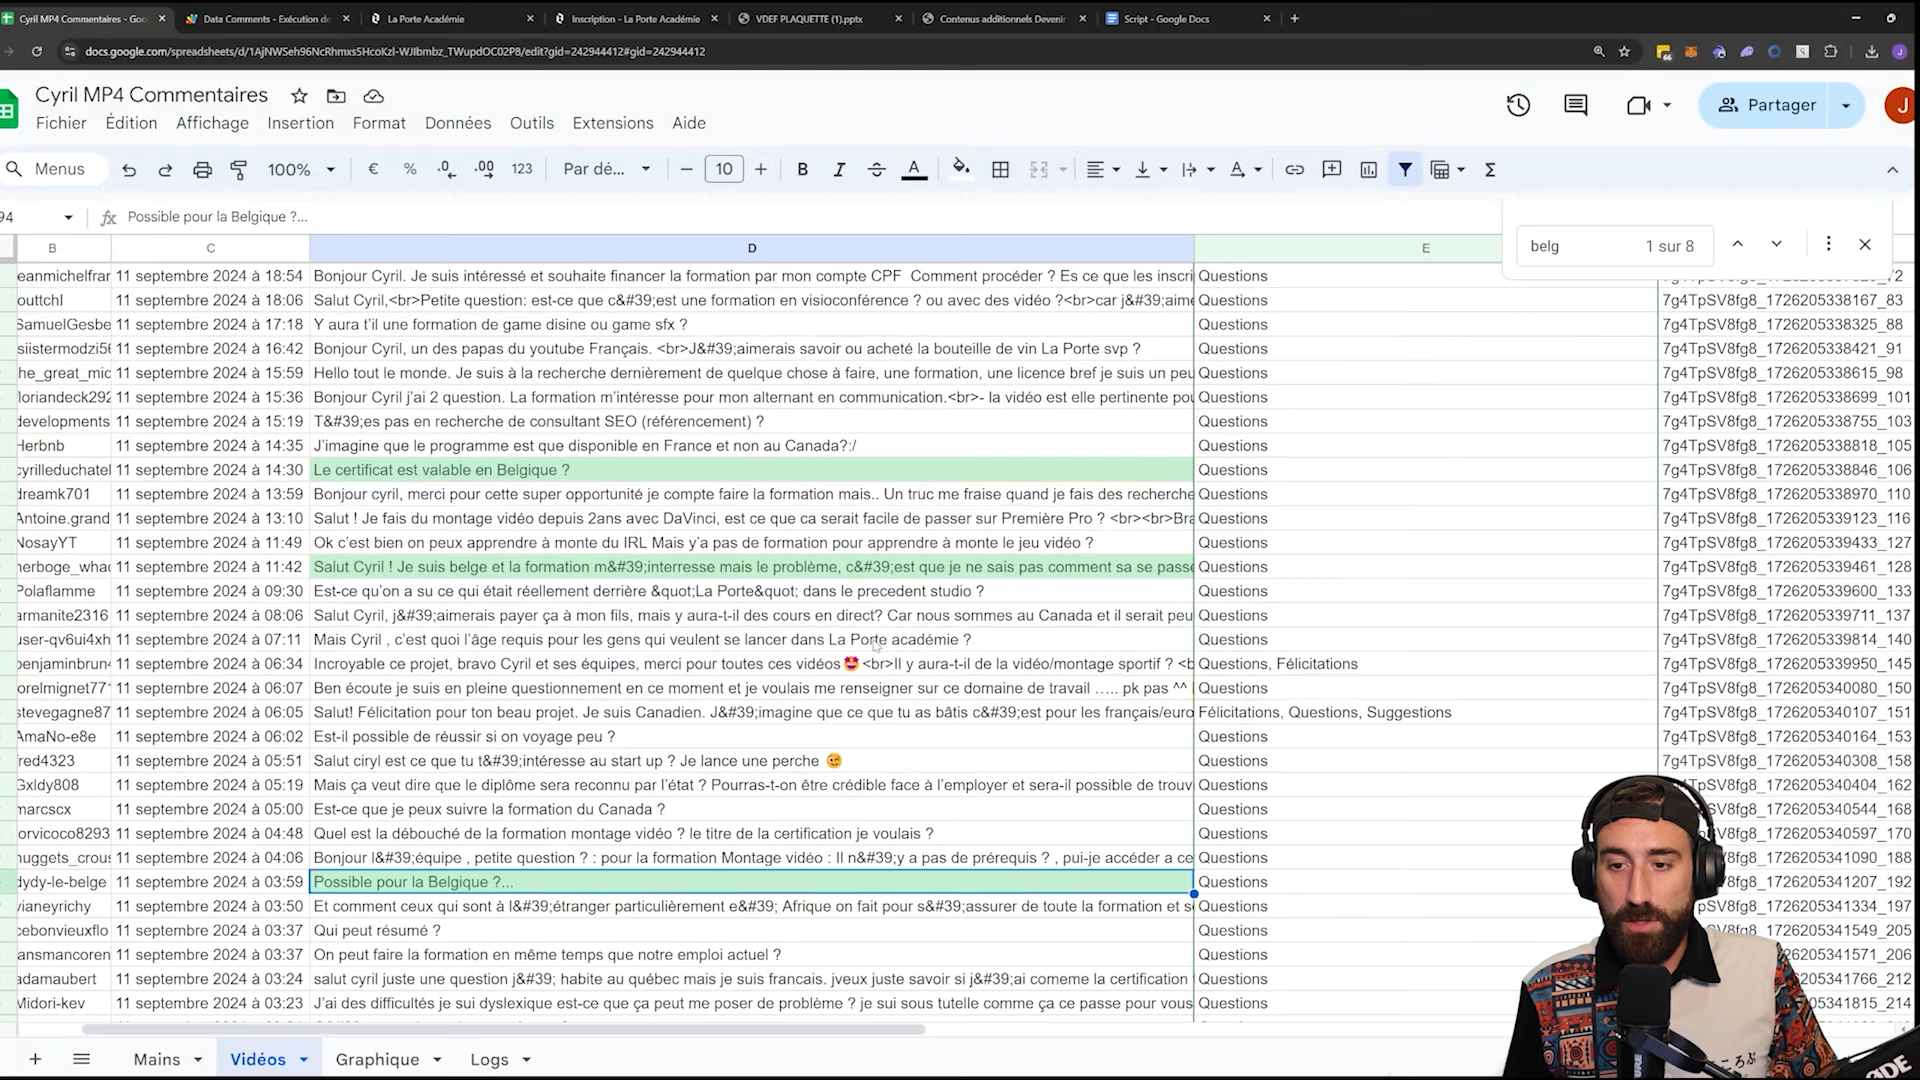 Cyril MP4 Commentaires - Goo
Data Comments - Exécution de
La Porte Académie
Inscription - La Porte Académie
VDEF PLAQUETTE (1).pptx
Contenus additionnels Deveni
Script - Google Docs
docs.google.com/spreadsheets/d/1AjNWSeh96NcRhmxs5HcoKzl-WJIbmbz_TWupdOC02P8/edit?gid=242944412#gid=242944412
Cyril MP4 Commentaires
Fichier Édition Affichage Insertion Format Données Outils Extensions Aide
Partager
J
Menus 100% € % .0 .00 123 Par dé... 10
94 Possible pour la Belgique ?...
belg 1 sur 8
B C D E
eanmichelfrar 11 septembre 2024 à 18:54 Bonjour Cyril. Je suis intéressé et souhaite financer la formation par mon compte CPF Comment procéder ? Es ce que les inscri Questions
outtchI 11 septembre 2024 à 18:06 Salut Cyril,<br>Petite question: est-ce que c&#39;est une formation en visioconférence ? ou avec des vidéo ?<br>car j&#39;aime Questions 7g4TpSV8fg8_1726205338167_83
SamuelGesbe 11 septembre 2024 à 17:18 Y aura t'il une formation de game disine ou game sfx ? Questions 7g4TpSV8fg8_1726205338325_88
siistermodzi56 11 septembre 2024 à 16:42 Bonjour Cyril, un des papas du youtube Français. <br>J&#39;aimerais savoir ou acheté la bouteille de vin La Porte svp ? Questions 7g4TpSV8fg8_1726205338421_91
he_great_mic 11 septembre 2024 à 15:59 Hello tout le monde. Je suis à la recherche dernièrement de quelque chose à faire, une formation, une licence bref je suis un peu Questions 7g4TpSV8fg8_1726205338615_98
loriandeck292 11 septembre 2024 à 15:36 Bonjour Cyril j'ai 2 question. La formation m'intéresse pour mon alternant en communication.<br>- la vidéo est elle pertinente pou Questions 7g4TpSV8fg8_1726205338699_101
developments 11 septembre 2024 à 15:19 T&#39;es pas en recherche de consultant SEO (référencement) ? Questions 7g4TpSV8fg8_1726205338755_103
Herbnb 11 septembre 2024 à 14:35 J'imagine que le programme est que disponible en France et non au Canada?:/ Questions 7g4TpSV8fg8_1726205338818_105
cyrilleduchatel 11 septembre 2024 à 14:30 Le certificat est valable en Belgique ? Questions 7g4TpSV8fg8_1726205338846_106
dreamk701 11 septembre 2024 à 13:59 Bonjour cyril, merci pour cette super opportunité je compte faire la formation mais.. Un truc me fraise quand je fais des recherche Questions 7g4TpSV8fg8_1726205338970_110
Antoine.grand 11 septembre 2024 à 13:10 Salut ! Je fais du montage vidéo depuis 2ans avec DaVinci, est ce que ca serait facile de passer sur Première Pro ? <br><br>Bra Questions 7g4TpSV8fg8_1726205339123_116
NosayYT 11 septembre 2024 à 11:49 Ok c'est bien on peux apprendre à monte du IRL Mais y'a pas de formation pour apprendre à monte le jeu vidéo ? Questions 7g4TpSV8fg8_1726205339433_127
herboge_whac 11 septembre 2024 à 11:42 Salut Cyril ! Je suis belge et la formation m&#39;interresse mais le problème, c&#39;est que je ne sais pas comment sa se passe Questions 7g4TpSV8fg8_1726205339461_128
Polaflamme 11 septembre 2024 à 09:30 Est-ce qu'on a su ce qui était réellement derrière &quot;La Porte&quot; dans le precedent studio ? Questions 7g4TpSV8fg8_1726205339600_133
armanite2316 11 septembre 2024 à 08:06 Salut Cyril, j&#39;aimerais payer ça à mon fils, mais y aura-t-il des cours en direct? Car nous sommes au Canada et il serait peu Questions 7g4TpSV8fg8_1726205339711_137
user-qv6ui4xh 11 septembre 2024 à 07:11 Mais Cyril , c'est quoi l'âge requis pour les gens qui veulent se lancer dans La Porte académie ? Questions 7g4TpSV8fg8_1726205339814_140
benjaminbrun4 11 septembre 2024 à 06:34 Incroyable ce projet, bravo Cyril et ses équipes, merci pour toutes ces vidéos🤩<br>Il y aura-t-il de la vidéo/montage sportif ? <b Questions, Félicitations 7g4TpSV8fg8_1726205339950_145
orelmignet77 11 septembre 2024 à 06:07 Ben écoute je suis en pleine questionnement en ce moment et je voulais me renseigner sur ce domaine de travail ….. pk pas ^^ Questions 7g4TpSV8fg8_1726205340080_150
stevegagne87 11 septembre 2024 à 06:05 Salut! Félicitation pour ton beau projet. Je suis Canadien. J&#39;imagine que ce que tu as bâtis c&#39;est pour les français/euro Félicitations, Questions, Suggestions 7g4TpSV8fg8_1726205340107_151
AmaNo-e8e 11 septembre 2024 à 06:02 Est-il possible de réussir si on voyage peu ? Questions 7g4TpSV8fg8_1726205340164_153
fred4323 11 septembre 2024 à 05:51 Salut ciryl est ce que tu t&#39;intéresse au start up ? Je lance une perche 😉 Questions 7g4TpSV8fg8_1726205340308_158
Gxldy808 11 septembre 2024 à 05:19 Mais ça veut dire que le diplôme sera reconnu par l'état ? Pourras-t-on être crédible face à l'employer et sera-il possible de trouv Questions 7g4TpSV8fg8_1726205340404_162
marcscx 11 septembre 2024 à 05:00 Est-ce que je peux suivre la formation du Canada ? Questions 7g4TpSV8fg8_1726205340544_168
orvicoco8293 11 septembre 2024 à 04:48 Quel est la débouché de la formation montage vidéo ? le titre de la certification je voulais ? Questions 7g4TpSV8fg8_1726205340597_170
nuggets_crous 11 septembre 2024 à 04:06 Bonjour l&#39;équipe , petite question ? : pour la formation Montage vidéo : Il n&#39;y a pas de prérequis ? , pui-je accéder a ce Questions 726205341090_188
dydy-le-belge 11 septembre 2024 à 03:59 Possible pour la Belgique ?... Questions 726205341207_192
vianeyrichy 11 septembre 2024 à 03:50 Et comment ceux qui sont à l&#39;étranger particulièrement e&#39; Afrique on fait pour s&#39;assurer de toute la formation et s Questions pSV8fg8_1726205341334_197
cebonvieuxflo 11 septembre 2024 à 03:37 Qui peut résumé ? Questions 726205341549_205
ansmancoren 11 septembre 2024 à 03:37 On peut faire la formation en même temps que notre emploi actuel ? Questions 6205341571_206
adamaubert 11 septembre 2024 à 03:24 salut cyril juste une question j&#39; habite au québec mais je suis francais. jveux juste savoir si j&#39;ai comeme la certification Questions 05341766_212
Midori-kev 11 septembre 2024 à 03:23 J'ai des difficultés je sui dyslexique est-ce que ça peut me poser de problème ? je sui sous tutelle comme ça ce passe pour vous Questions 05341815_214
Mains Vidéos Graphique Logs